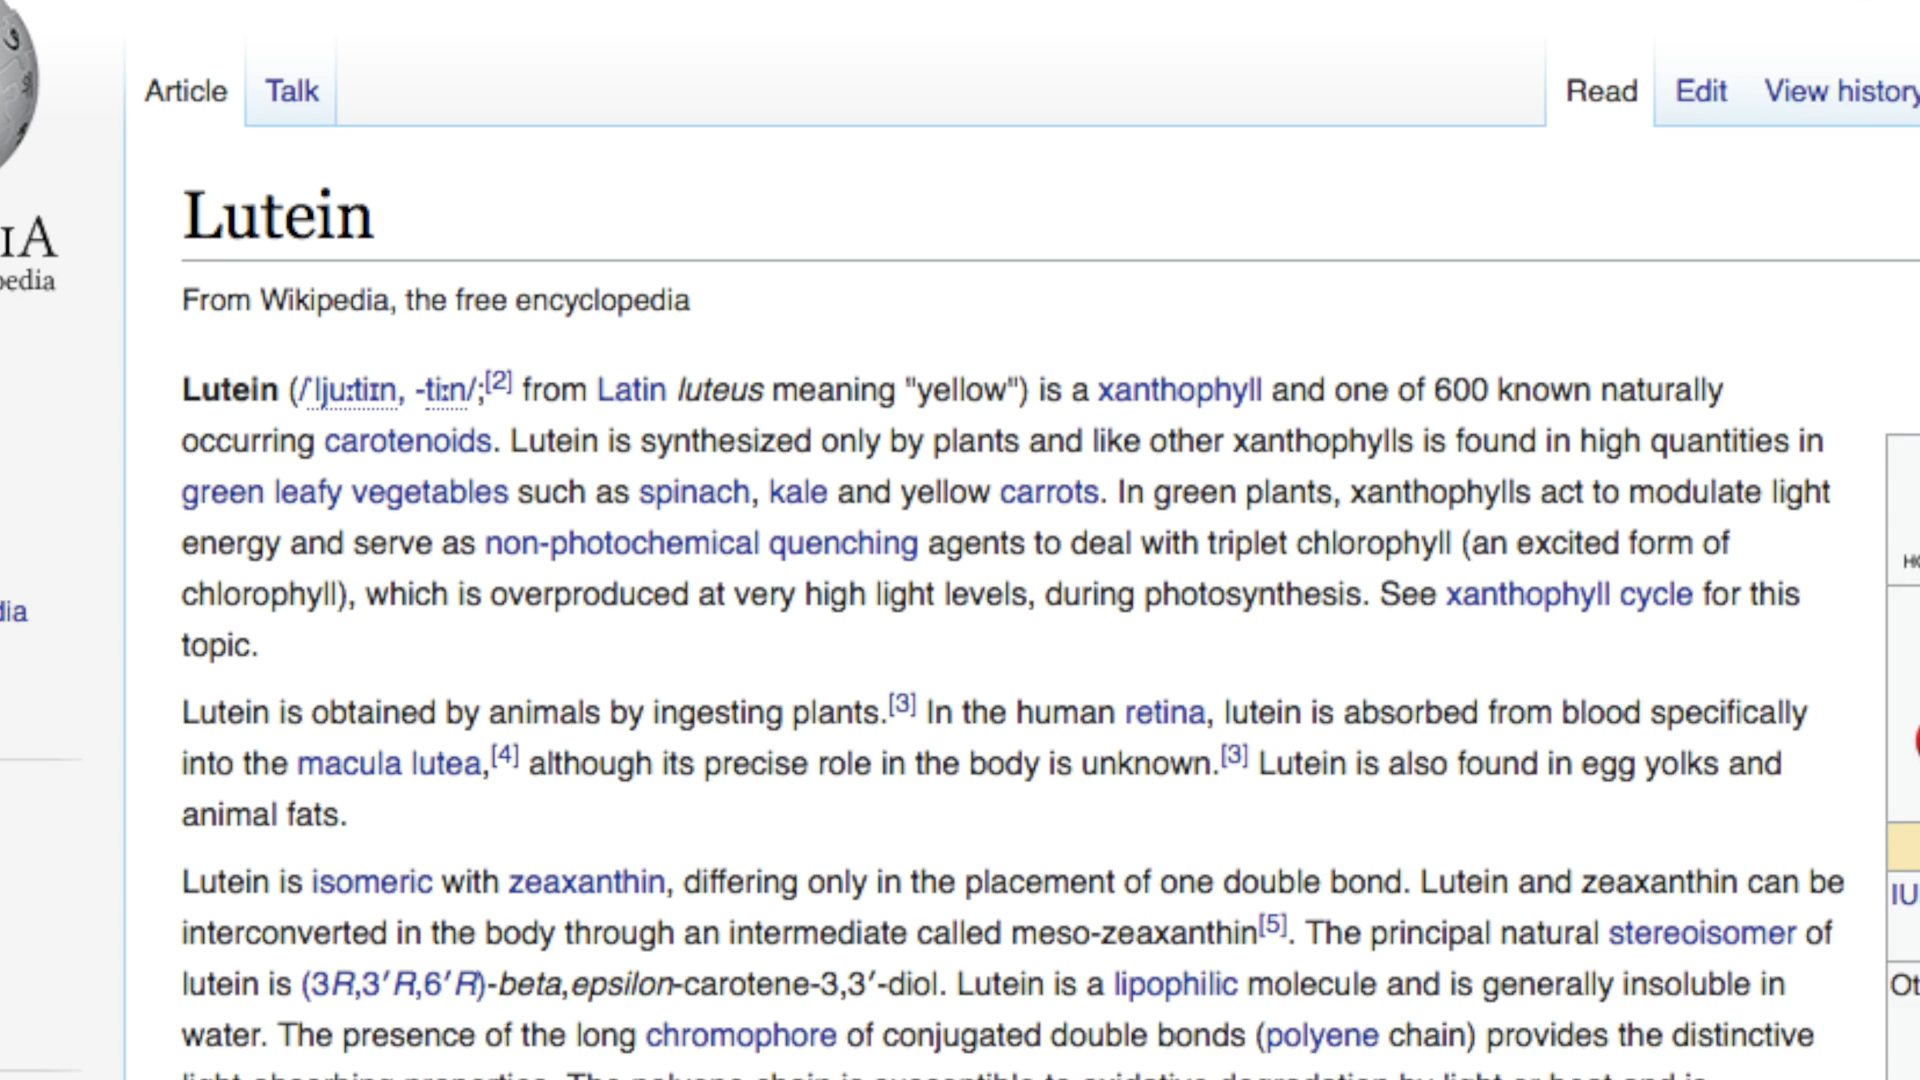 Article Talk Read Edit View history
Lutein
From Wikipedia, the free encyclopedia
Lutein (/ˈljuːtiɪn, -tiːn/;[2] from Latin luteus meaning "yellow") is a xanthophyll and one of 600 known naturally
occurring carotenoids. Lutein is synthesized only by plants and like other xanthophylls is found in high quantities in
green leafy vegetables such as spinach, kale and yellow carrots. In green plants, xanthophylls act to modulate light
energy and serve as non-photochemical quenching agents to deal with triplet chlorophyll (an excited form of
chlorophyll), which is overproduced at very high light levels, during photosynthesis. See xanthophyll cycle for this
topic.
Lutein is obtained by animals by ingesting plants.[3] In the human retina, lutein is absorbed from blood specifically
into the macula lutea,[4] although its precise role in the body is unknown.[3] Lutein is also found in egg yolks and
animal fats.
Lutein is isomeric with zeaxanthin, differing only in the placement of one double bond. Lutein and zeaxanthin can be
interconverted in the body through an intermediate called meso-zeaxanthin[5]. The principal natural stereoisomer of
lutein is (3R,3′R,6′R)-beta,epsilon-carotene-3,3′-diol. Lutein is a lipophilic molecule and is generally insoluble in
water. The presence of the long chromophore of conjugated double bonds (polyene chain) provides the distinctive